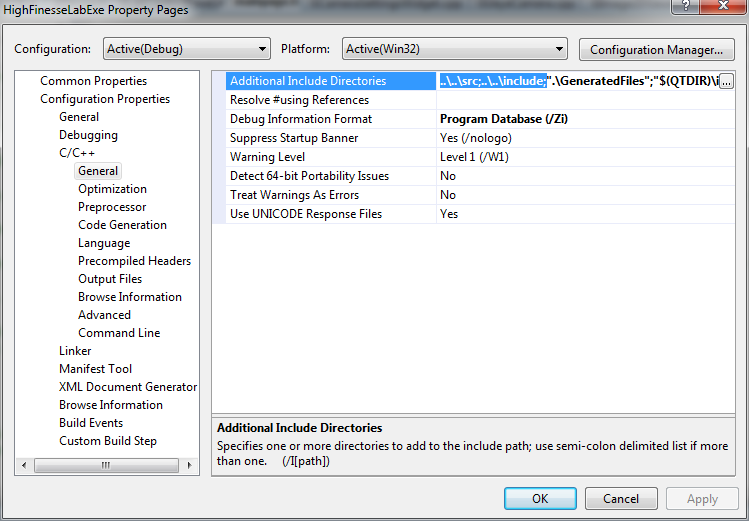 HighFinesseLabExe Property Pages
Configuration: Active(Debug) Platform: Active(Win32) Configuration Manager...
Common Properties
Configuration Properties
General
Debugging
C/C++
General
Optimization
Preprocessor
Code Generation
Language
Precompiled Headers
Output Files
Browse Information
Advanced
Command Line
Linker
Manifest Tool
XML Document Generator
Browse Information
Build Events
Custom Build Step
Additional Include Directories ..\..\src;..\..\include;".\GeneratedFiles";"$(QTDIR)\i ...
Resolve #using References
Debug Information Format Program Database (/Zi)
Suppress Startup Banner Yes (/nologo)
Warning Level Level 1 (/W1)
Detect 64-bit Portability Issues No
Treat Warnings As Errors No
Use UNICODE Response Files Yes
Additional Include Directories
Specifies one or more directories to add to the include path; use semi-colon delimited list if more
than one. (/I[path])
OK Cancel Apply